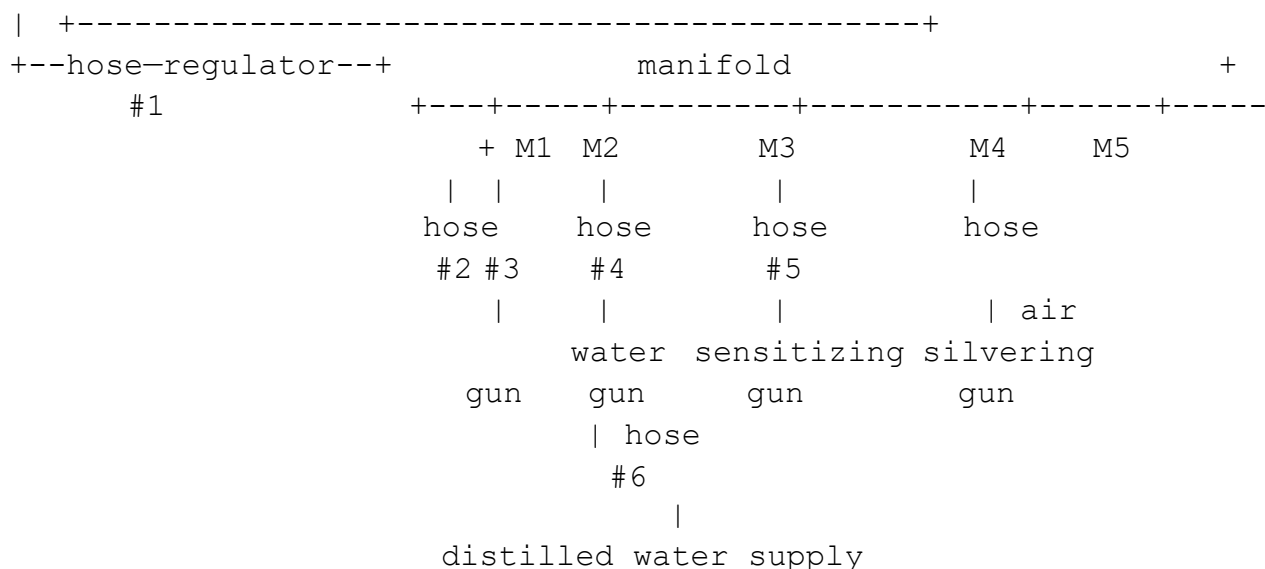 |  +--------------------------------------------+
+--hose—regulator--+ manifold +
#1 +---+-----+---------+-----------+------+-----
+ M1 M2 M3 M4 M5
| | | | |
hose hose hose hose
#2 #3 #4 #5
| | | | air
water sensitizing silvering
gun gun gun gun
| hose
#6
|
distilled water supply